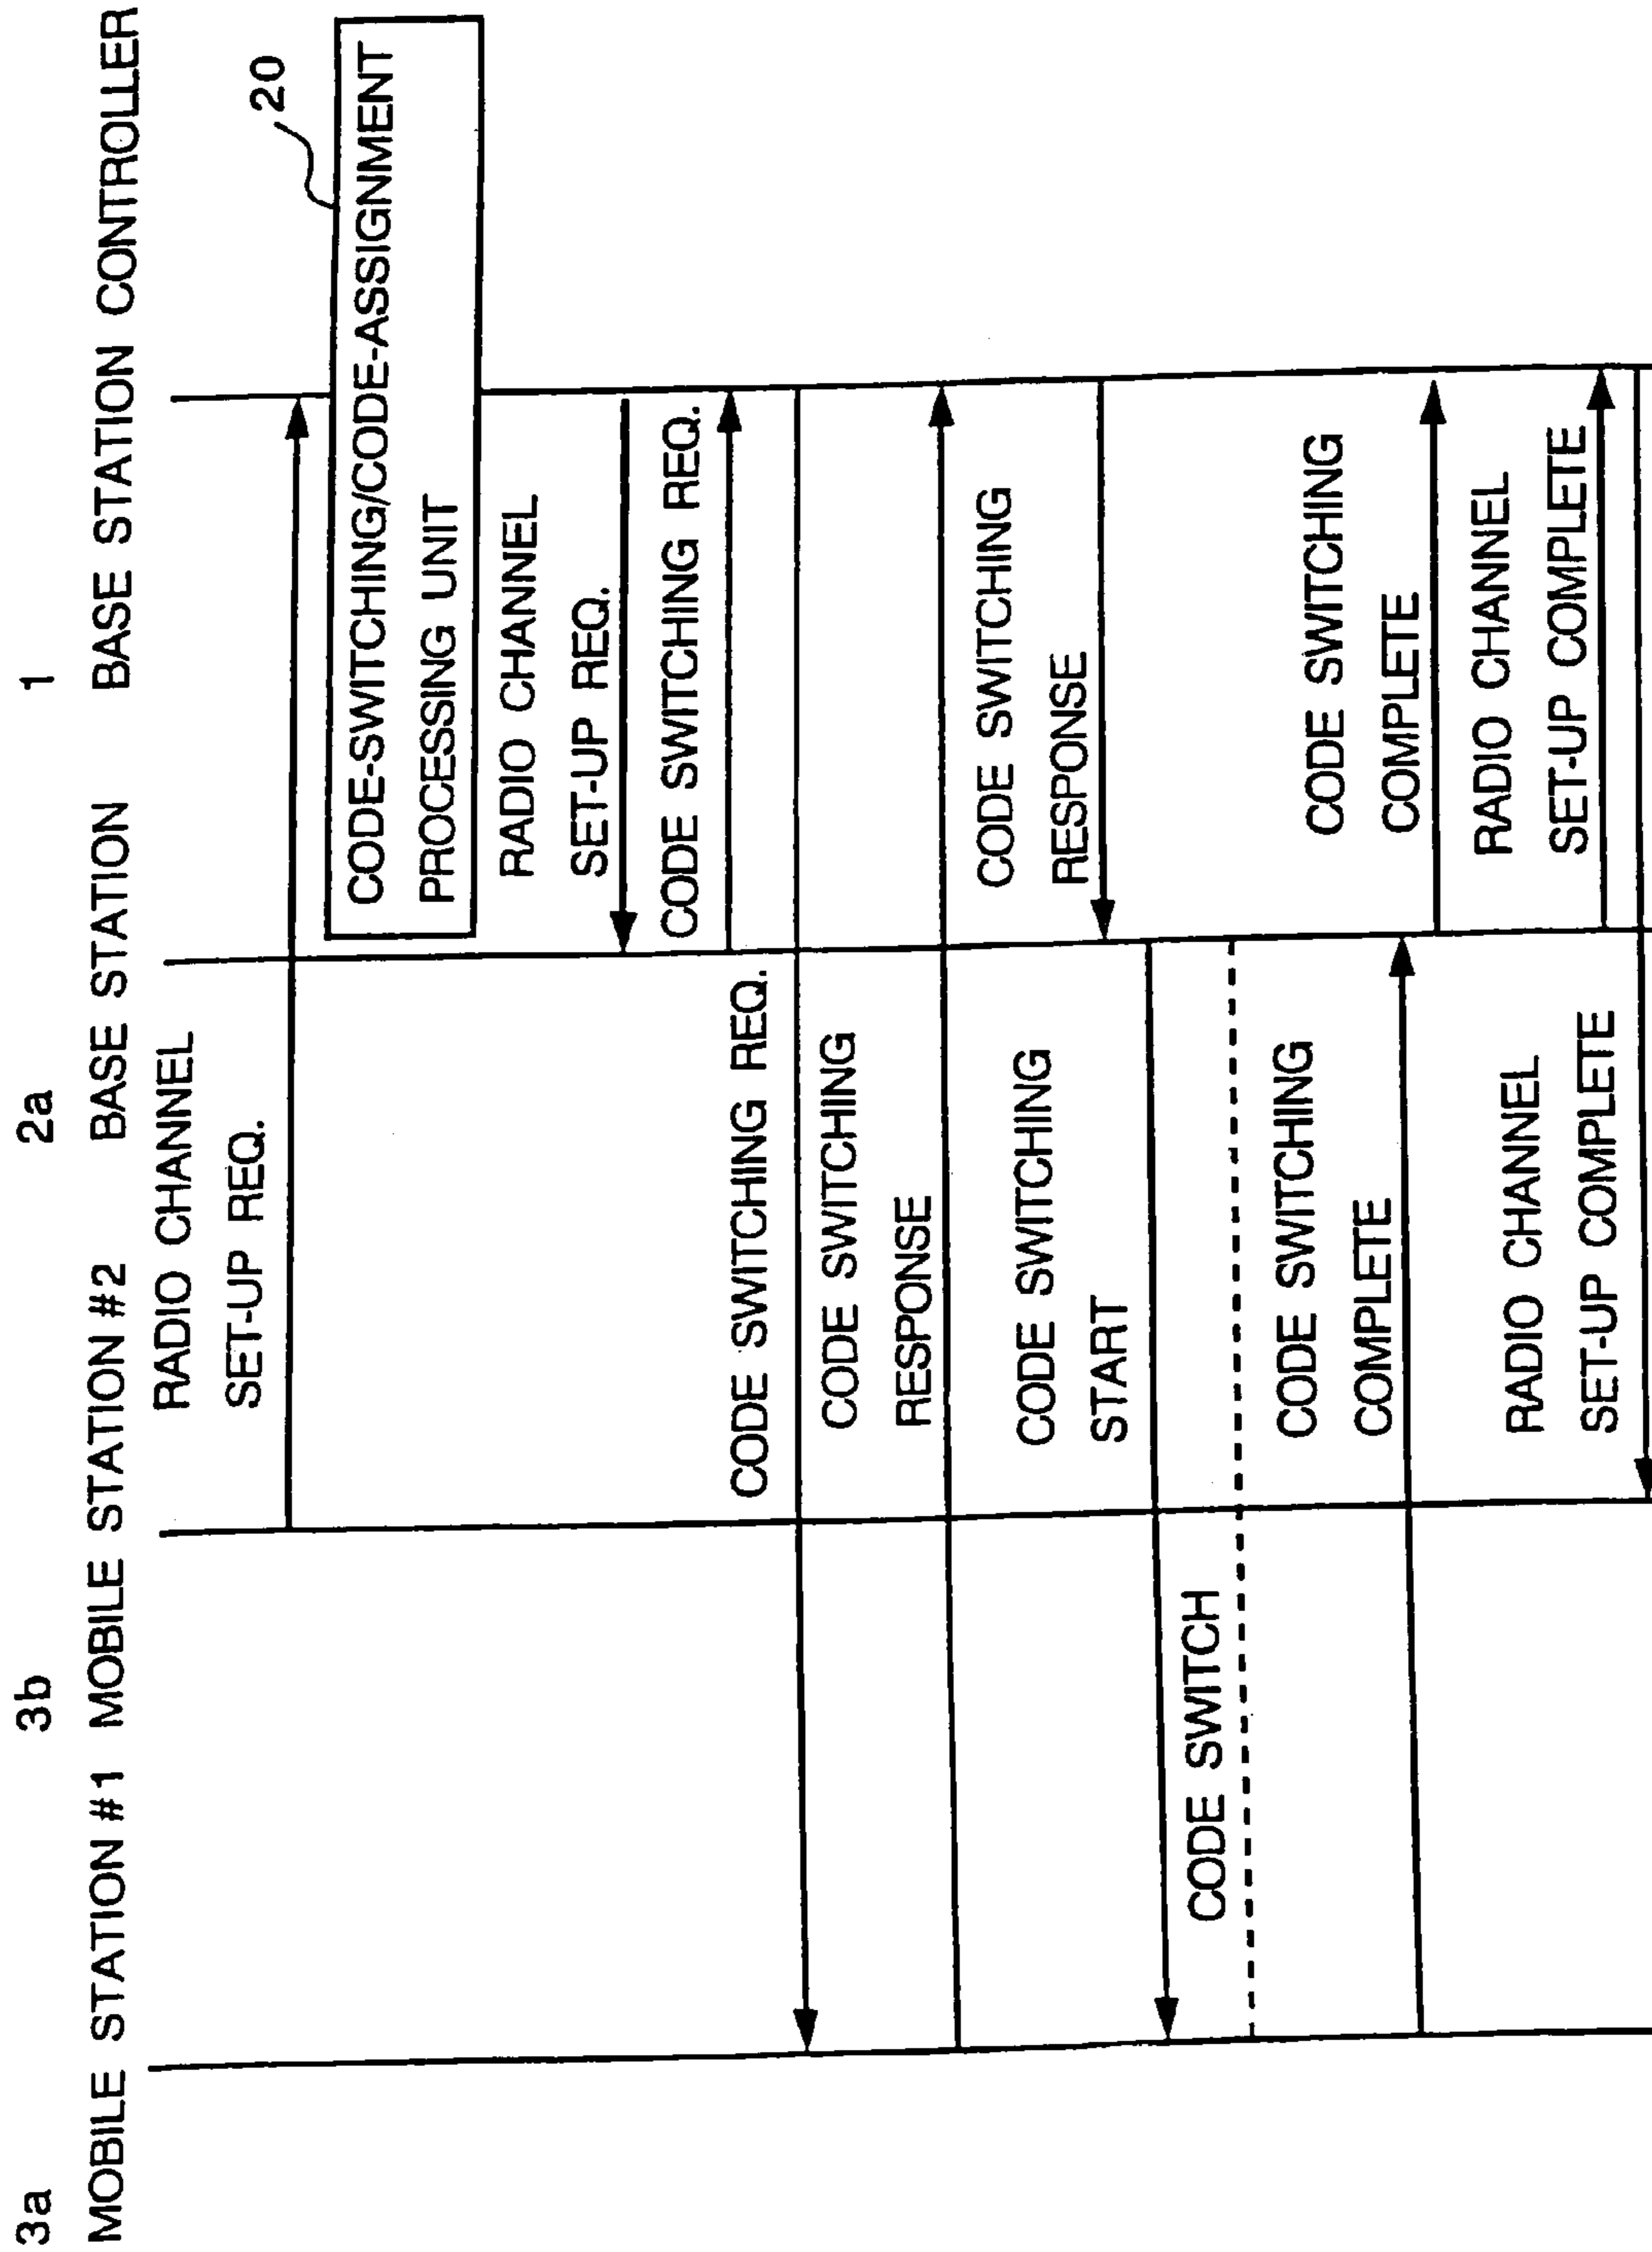 3a
3b
2a
1
MOBILE STATION #1
MOBILE STATION #2
BASE STATION
BASE STATION CONTROLLER
RADIO CHANNEL
SET-UP REQ.
20
CODE-SWITCHING/CODE-ASSIGNMENT
PROCESSING UNIT
RADIO CHANNEL
SET-UP REQ.
CODE SWITCHING REQ.
CODE SWITCHING REQ.
CODE SWITCHING
RESPONSE
CODE SWITCHING
RESPONSE
CODE SWITCHING
START
CODE SWITCH
CODE SWITCHING
COMPLETE
CODE SWITCHING
COMPLETE
RADIO CHANNEL
SET-UP COMPLETE
RADIO CHANNEL
SET-UP COMPLETE